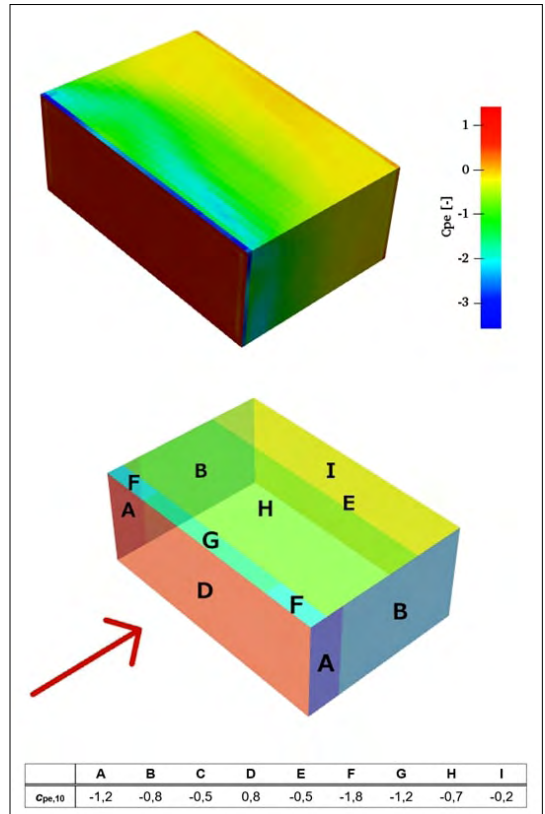 1
0
-1
-2
-3
Cpe [-]
I
B
F
E
A
H
G
D
F
B
A
A B C D E F G H I
cpe,10 -1,2 -0,8 -0,5 0,8 -0,5 -1,8 -1,2 -0,7 -0,2